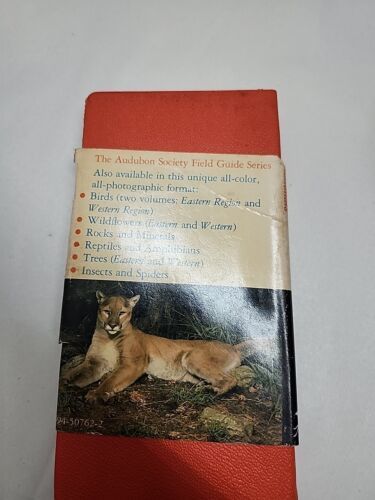 The Audubon Society Field Guide Series
Also available in this unique all-color,
all-photographic format:
• Birds (two volumes: Eastern Region and
Western Region)
• Wildflowers (Eastern and Western)
• Rocks and Minerals
• Reptiles and Amphibians
• Trees (Eastern and Western)
• Insects and Spiders
-50762-2